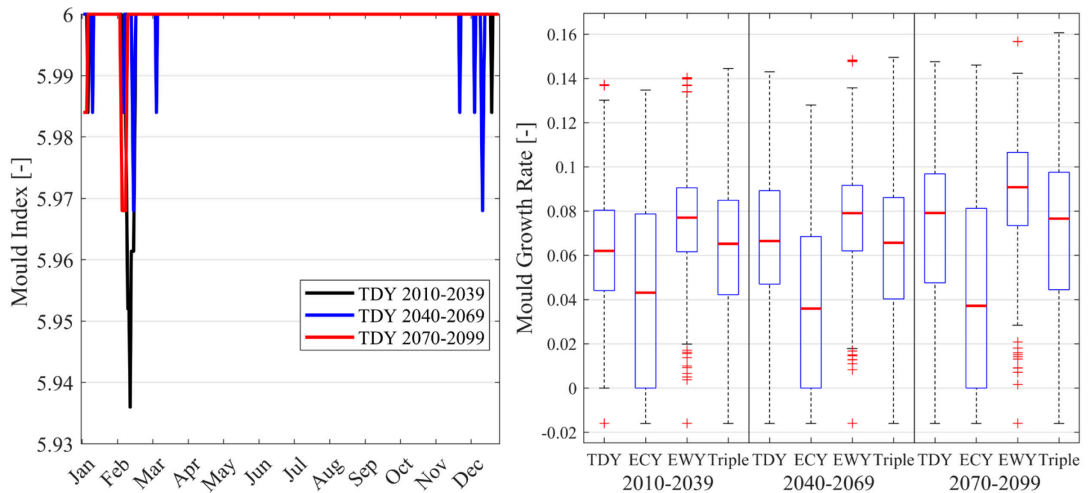 Mould Index [-]
6
5.99
5.98
5.97
5.96
5.95
5.94
5.93
TDY 2010-2039
TDY 2040-2069
TDY 2070-2099
Jan Feb Mar Apr May Jun Jul Aug Sep Oct Nov Dec
Mould Growth Rate [-]
0.16
0.14
0.12
0.1
0.08
0.06
0.04
0.02
0
-0.02
TDY ECY EWY Triple TDY ECY EWY Triple TDY ECY EWY Triple
2010-2039 2040-2069 2070-2099